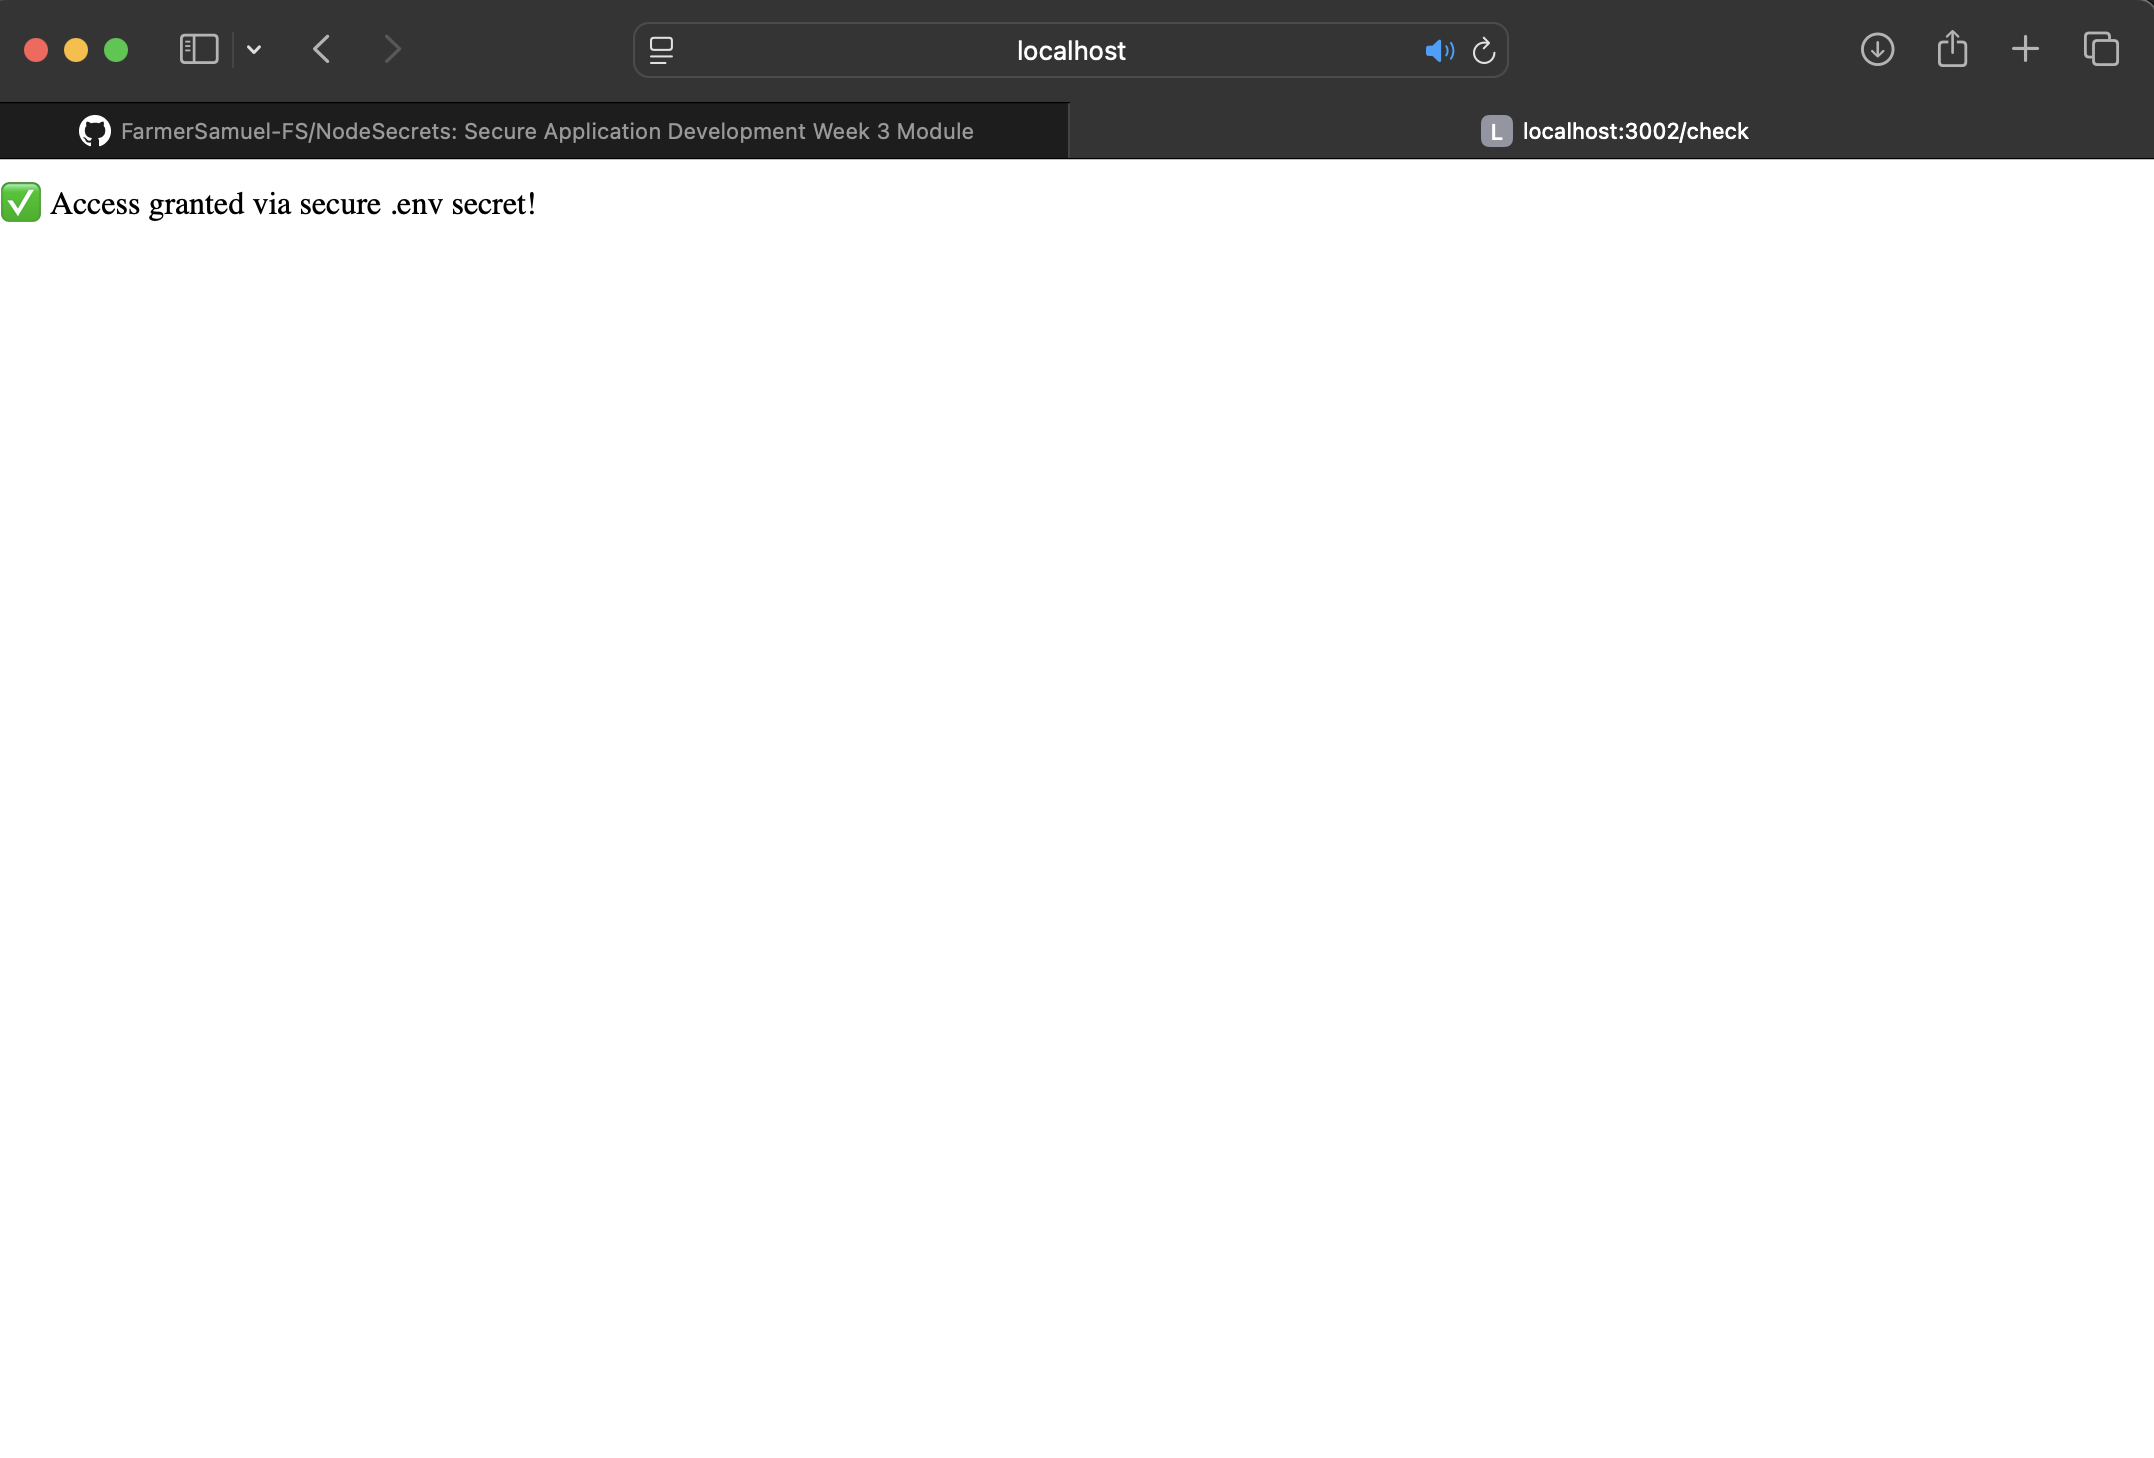 localhost
FarmerSamuel-FS/NodeSecrets: Secure Application Development Week 3 Module
L localhost:3002/check
✅ Access granted via secure .env secret!